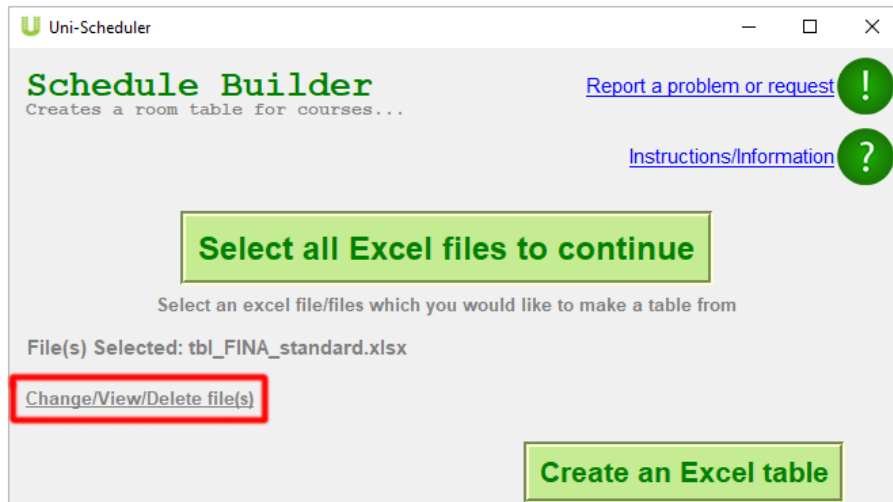 Uni-Scheduler
Schedule Builder
Creates a room table for courses...
Report a problem or request
!
Instructions/Information
?
Select all Excel files to continue
Select an excel file/files which you would like to make a table from
File(s) Selected: tbl_FINA_standard.xlsx
Change/View/Delete file(s)
Create an Excel table